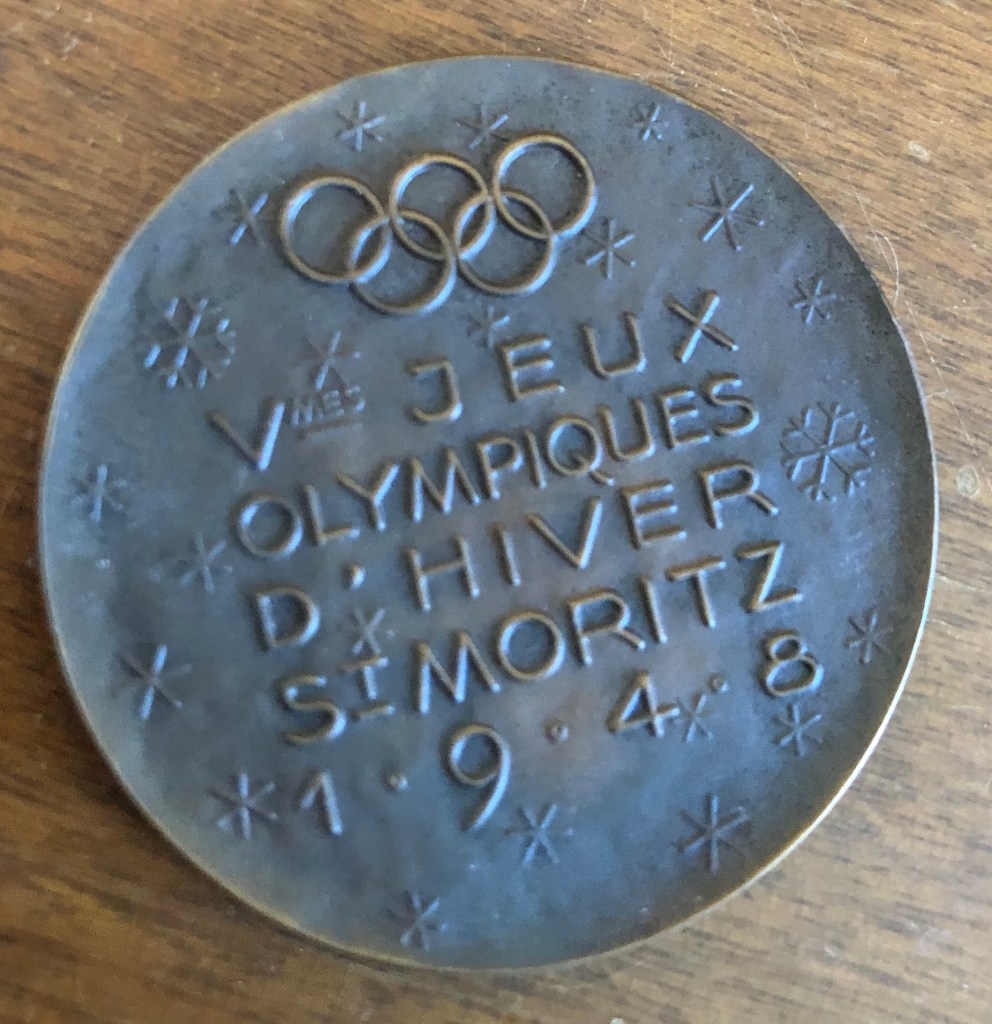 Vmes JEUX
OLYMPIQUES
D'HIVER
ST MORITZ
1·9·4·8